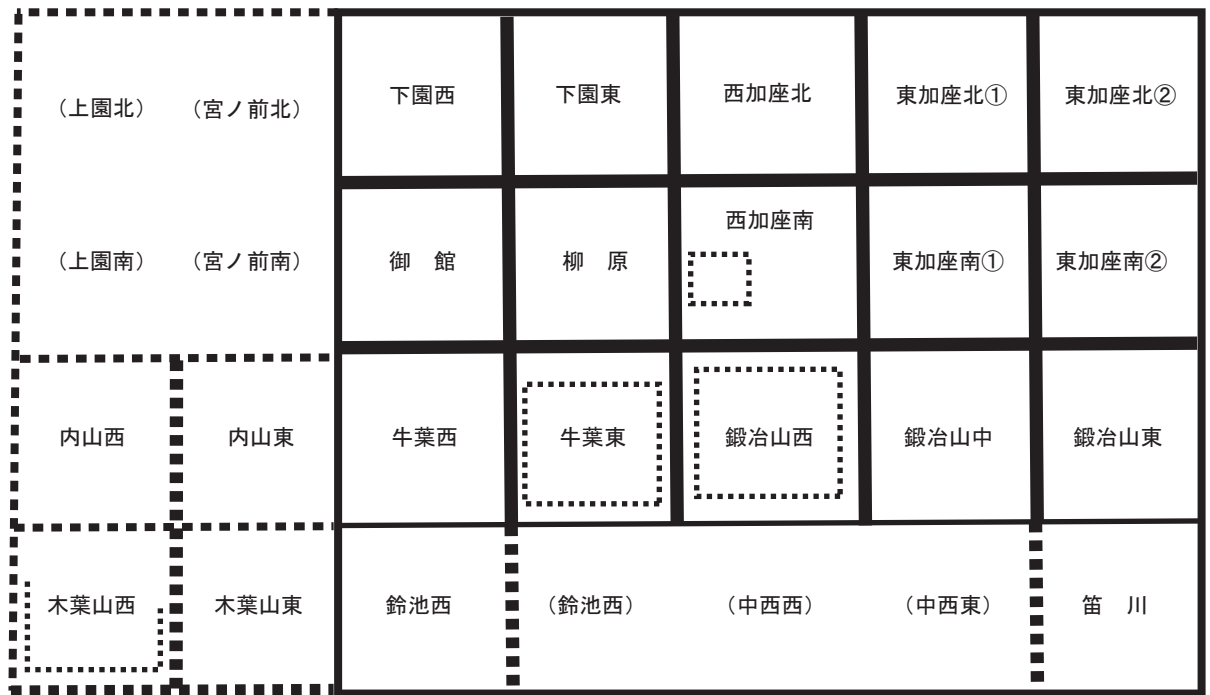 (上園北) (宮ノ前北) 下園西 下園東 西加座北 東加座北① 東加座北②
西加座南
(上園南) (宮ノ前南) 御 館 柳 原 東加座南① 東加座南②
内山西 内山東 牛葉西 牛葉東 鍛冶山西 鍛冶山中 鍛冶山東
木葉山西 木葉山東 鈴池西 (鈴池西) (中西西) (中西東) 笛 川